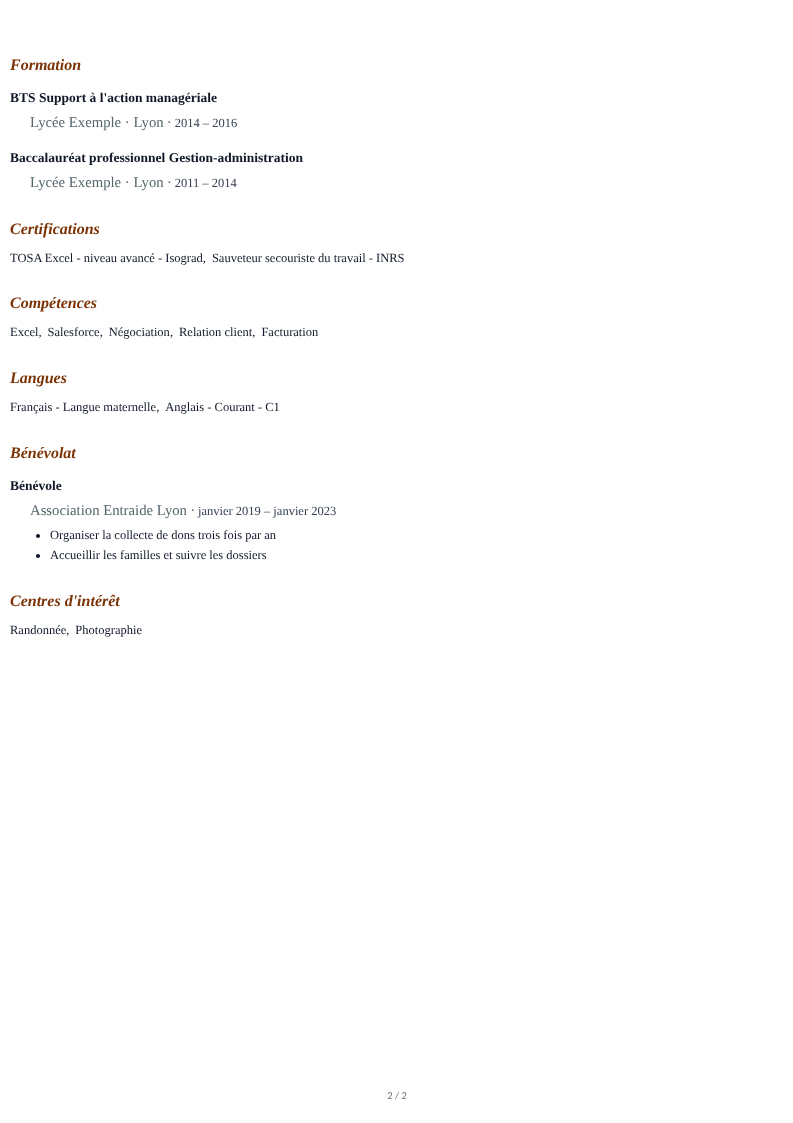 Formation
BTS Support à l'action managériale
Lycée Exemple · Lyon · 2014 – 2016
Baccalauréat professionnel Gestion-administration
Lycée Exemple · Lyon · 2011 – 2014
Certifications
TOSA Excel - niveau avancé - Isograd,  Sauveteur secouriste du travail - INRS
Compétences
Excel,  Salesforce,  Négociation,  Relation client,  Facturation
Langues
Français - Langue maternelle,  Anglais - Courant - C1
Bénévolat
Bénévole
Association Entraide Lyon · janvier 2019 – janvier 2023
• Organiser la collecte de dons trois fois par an
• Accueillir les familles et suivre les dossiers
Centres d'intérêt
Randonnée,  Photographie
2 / 2